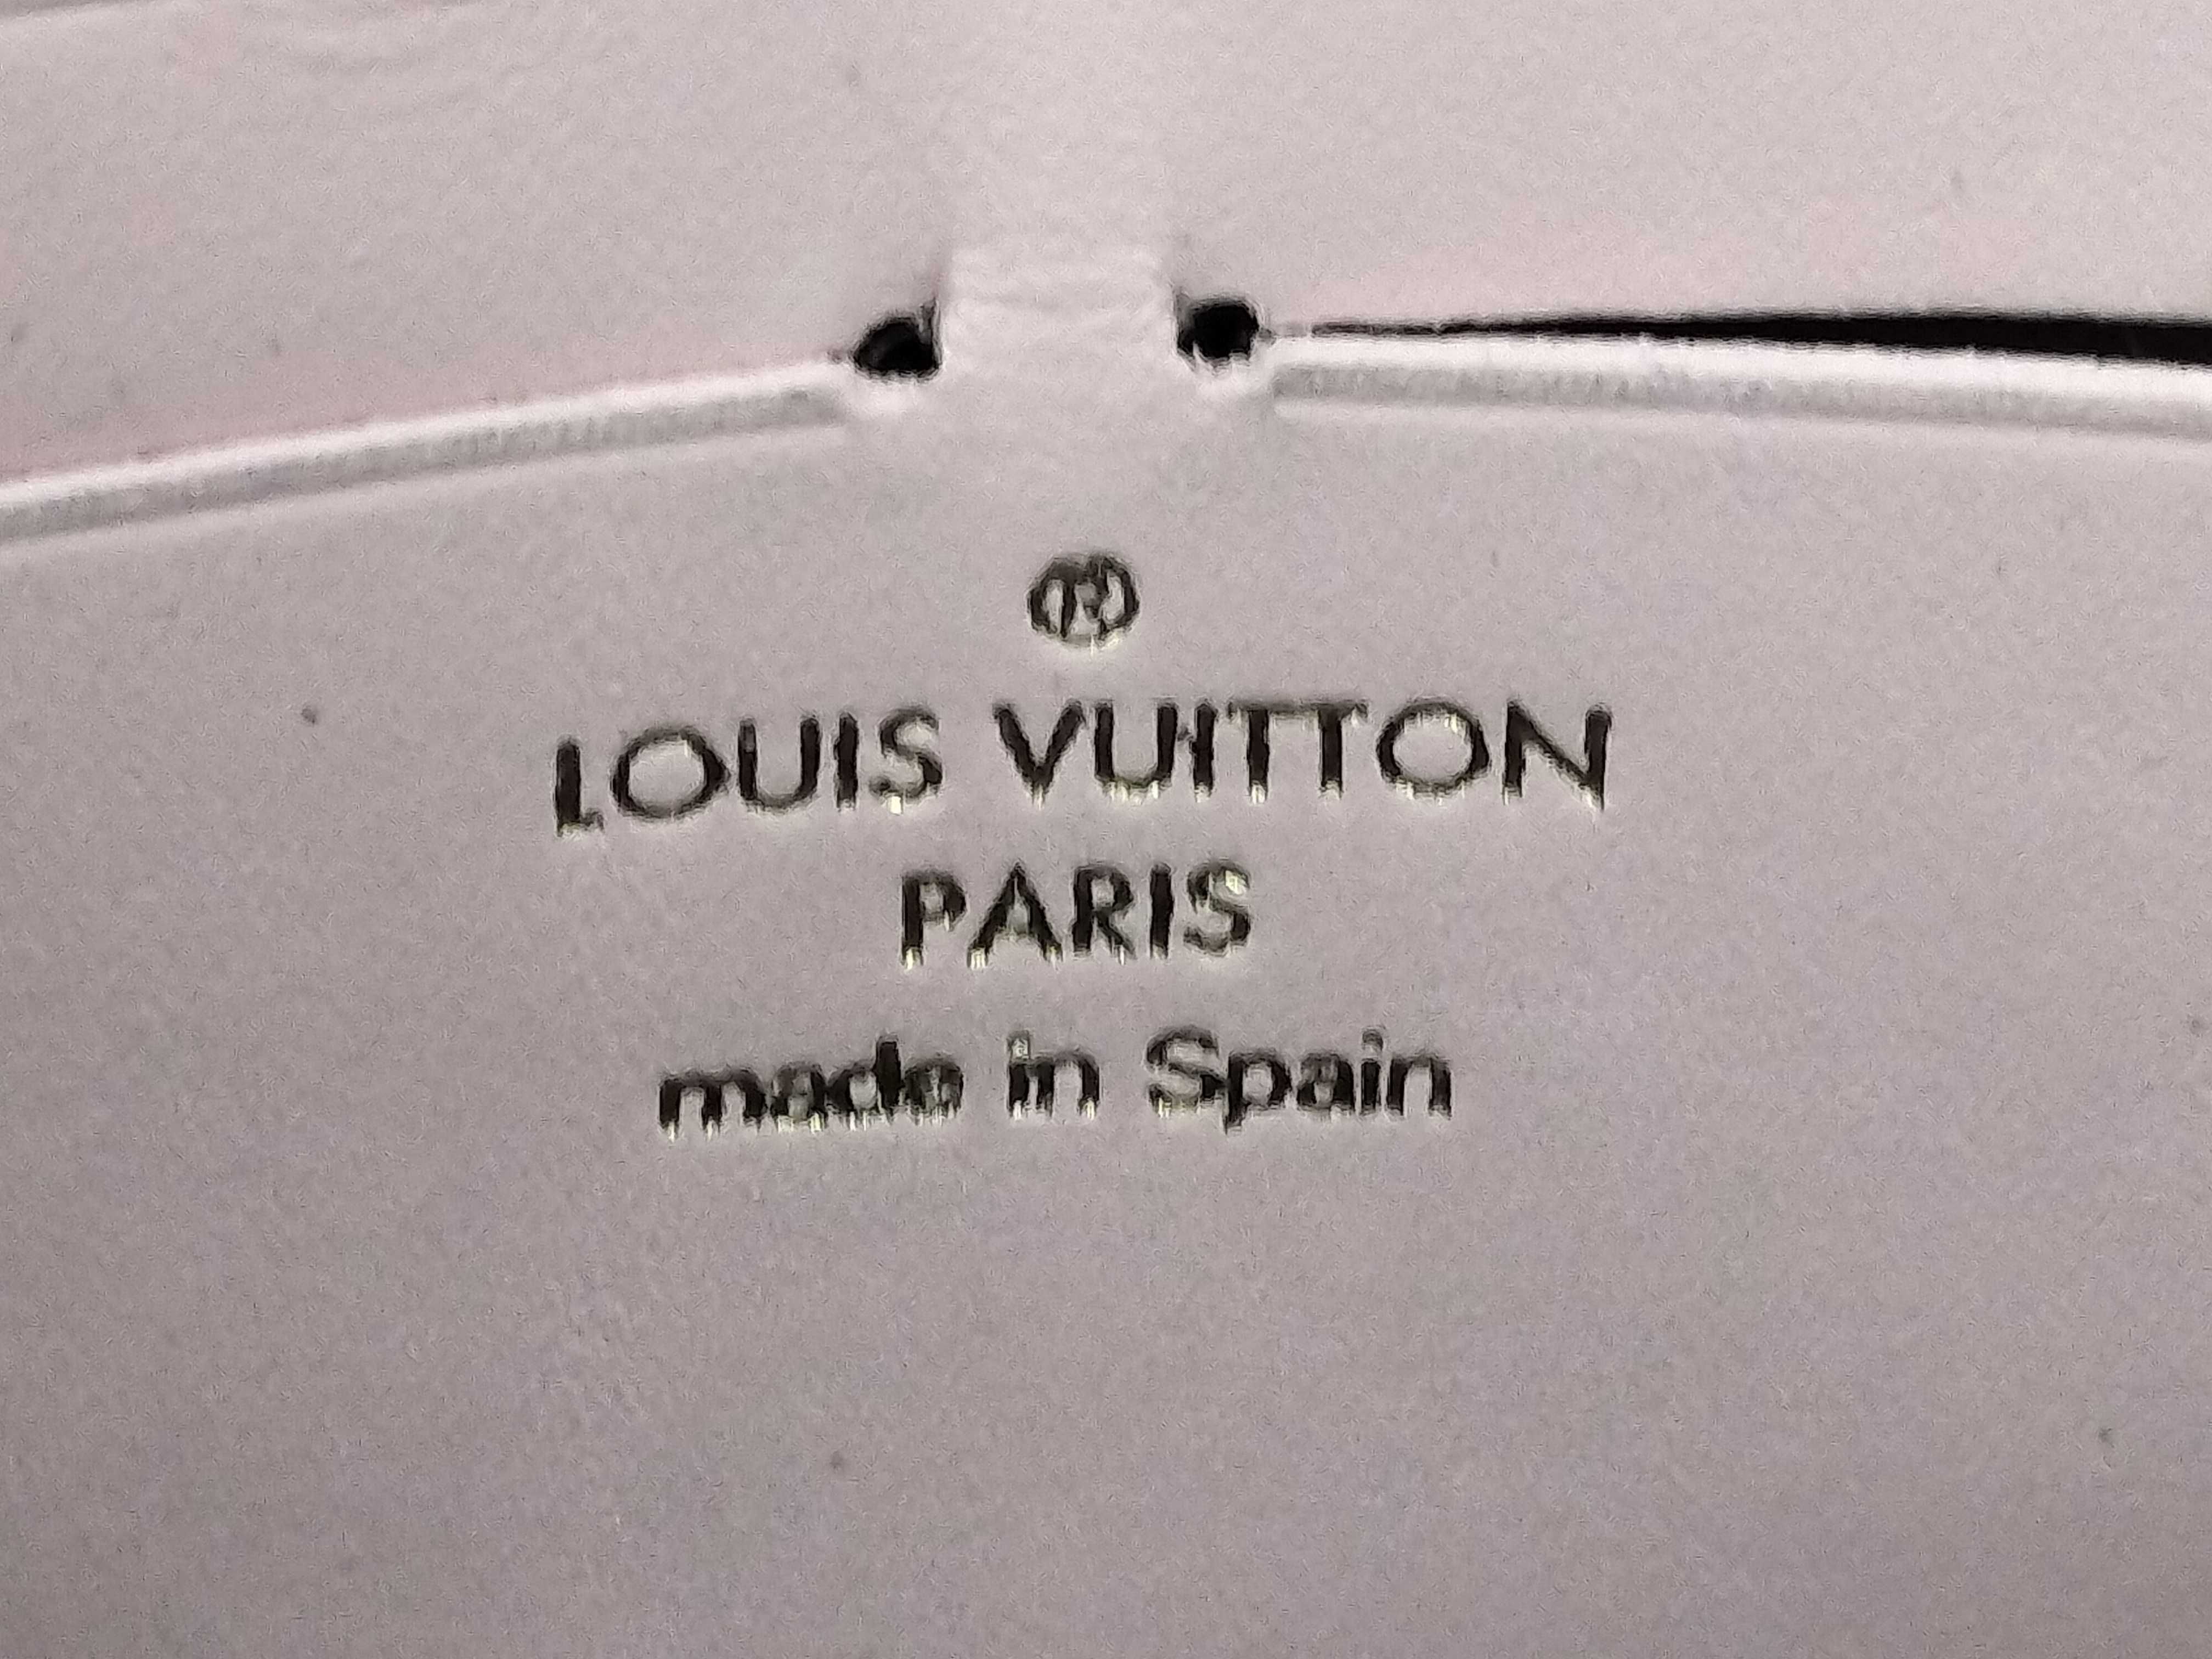 ®
LOUIS VUITTON
PARIS
made in Spain